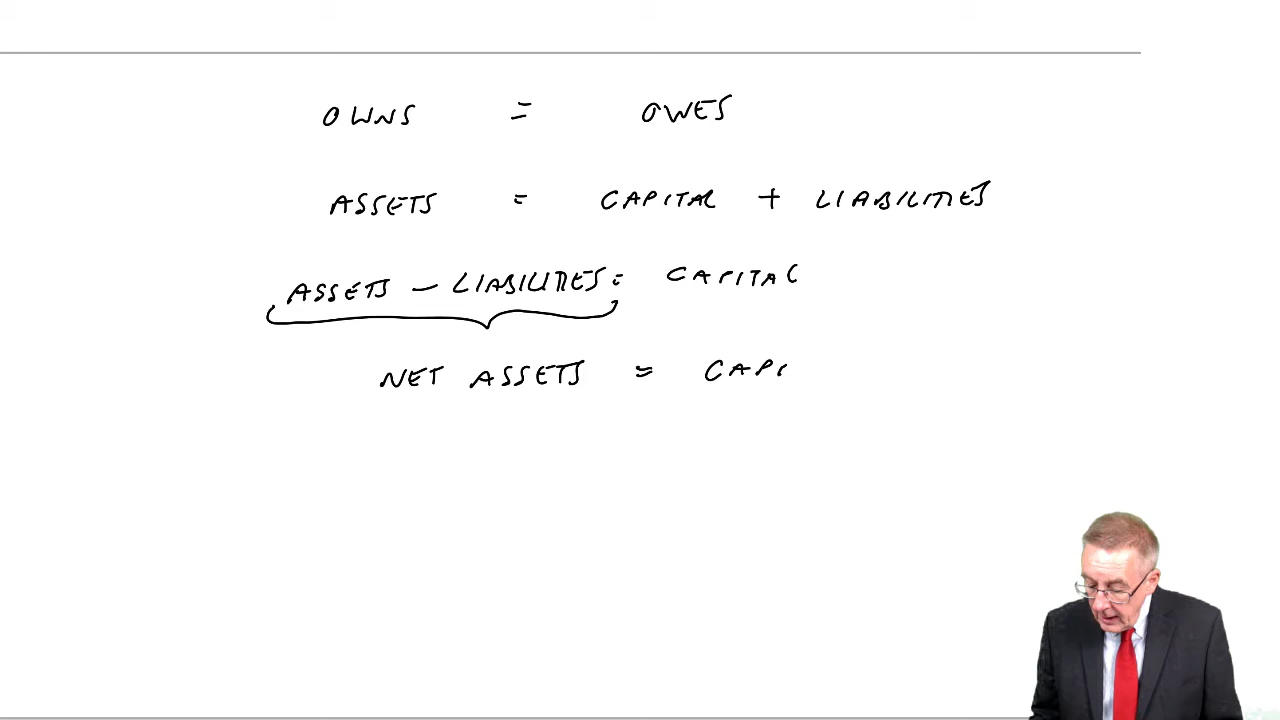 OWNS = OWES
ASSETS = CAPITAL + LIABILITIES
ASSETS - LIABILITIES = CAPITAL
NET ASSETS = CAPI